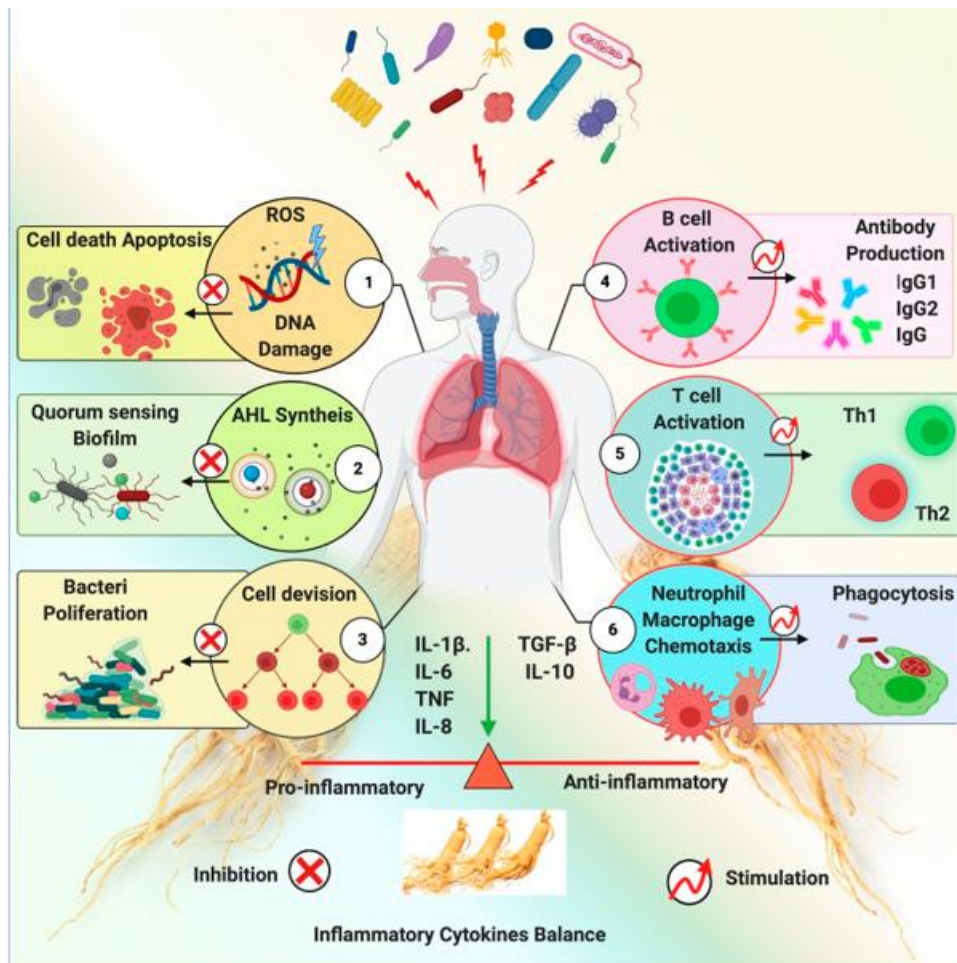 ROS
Cell death Apoptosis
DNA
Damage
1
AHL Syntheis
Quorum sensing
Biofilm
2
Cell devision
Bacteri
Poliferation
3
B cell
Activation
Antibody
Production
IgG1
IgG2
IgG
4
T cell
Activation
Th1
Th2
5
Neutrophil
Macrophage
Chemotaxis
Phagocytosis
6
IL-1β.
IL-6
TNF
IL-8
TGF-β
IL-10
Pro-inflammatory
Anti-inflammatory
Inhibition
Stimulation
Inflammatory Cytokines Balance